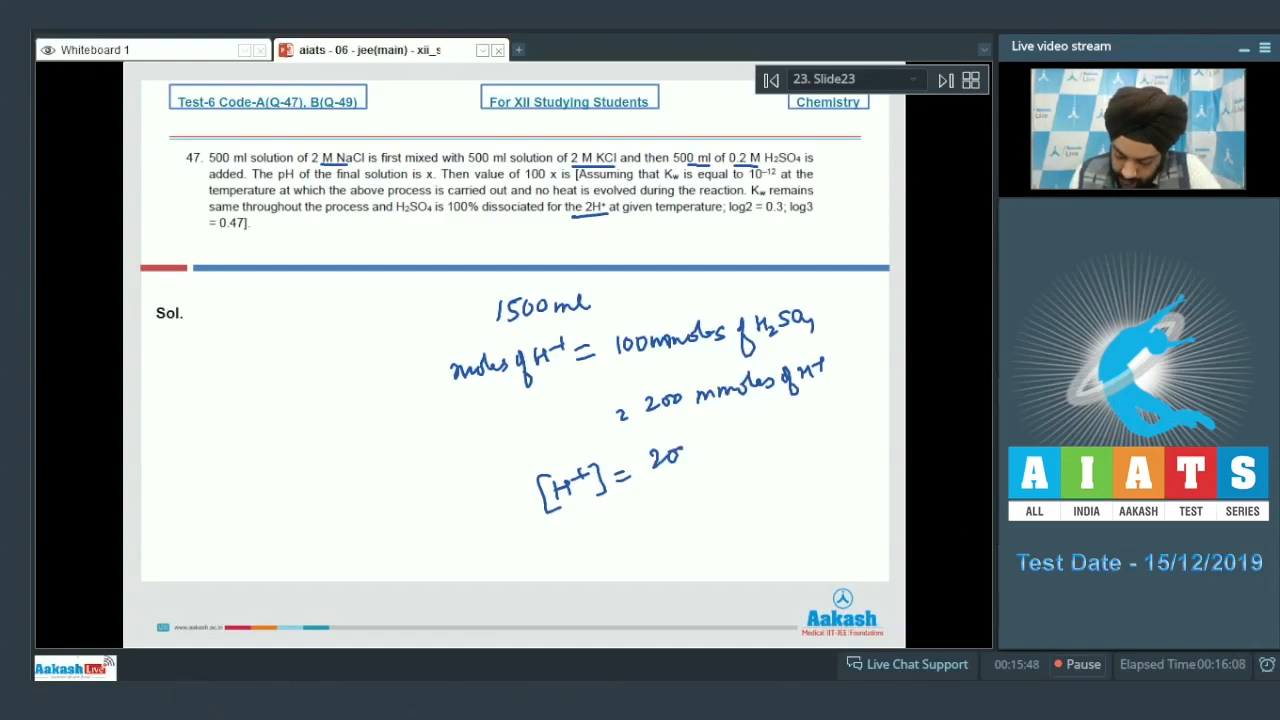 Whiteboard 1
aiats - 06 - jee(main) - xii_s
Live video stream
23. Slide23
Test-6 Code-A(Q-47), B(Q-49)
For XII Studying Students
Chemistry
47. 500 ml solution of 2 M NaCl is first mixed with 500 ml solution of 2 M KCl and then 500 ml of 0.2 M H₂SO₄ is
added. The pH of the final solution is x. Then value of 100 x is [Assuming that Kw is equal to 10⁻¹² at the
temperature at which the above process is carried out and no heat is evolved during the reaction. Kw remains
same throughout the process and H₂SO₄ is 100% dissociated for the 2H⁺ at given temperature; log2 = 0.3; log3
= 0.47].
Sol.
1500 ml
moles of H⁺ = 100 mmoles of H₂SO₄
= 200 mmoles of H⁺
[H⁺] = 20
AIATS
ALL INDIA AAKASH TEST SERIES
Test Date - 15/12/2019
www.aakash.ac.in
Aakash
Medical|IIT-JEE|Foundations
Aakash Live
Live Chat Support
00:15:48
Pause
Elapsed Time 00:16:08